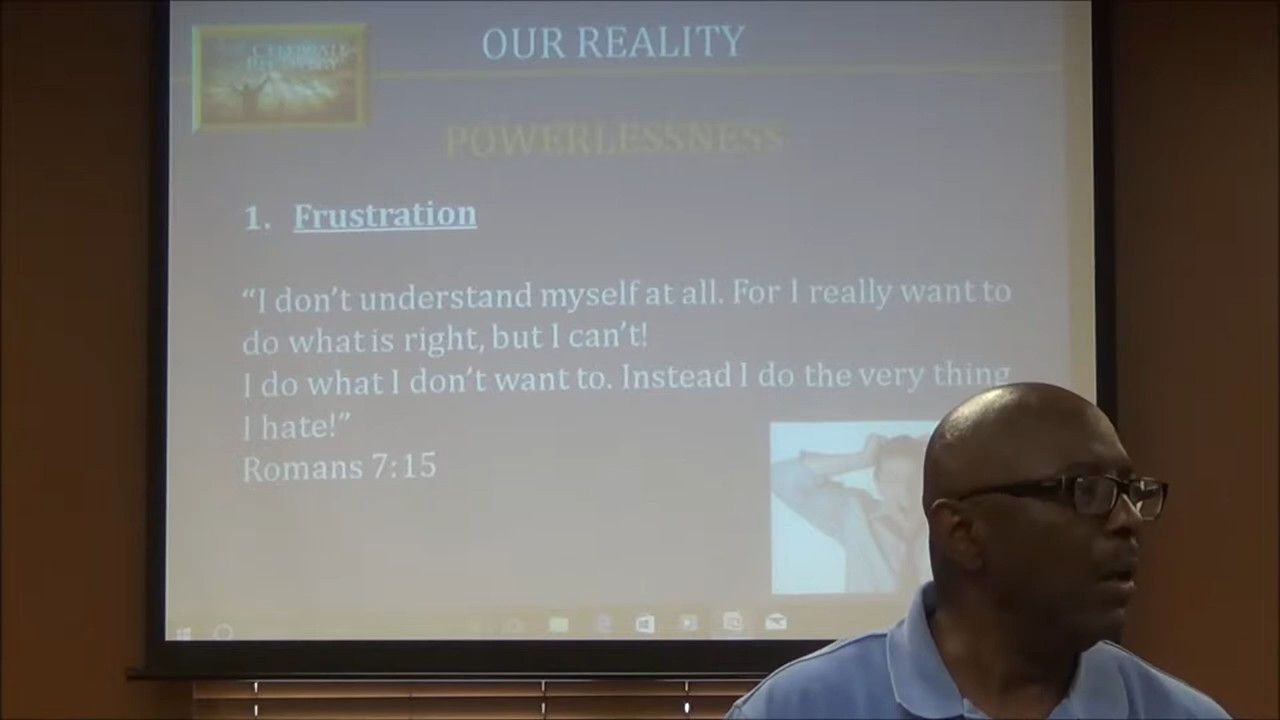 OUR REALITY
POWERLESSNESS
1. Frustration
“I don’t understand myself at all. For I really want to
do what is right, but I can’t!
I do what I don’t want to. Instead I do the very thing
I hate!”
Romans 7:15